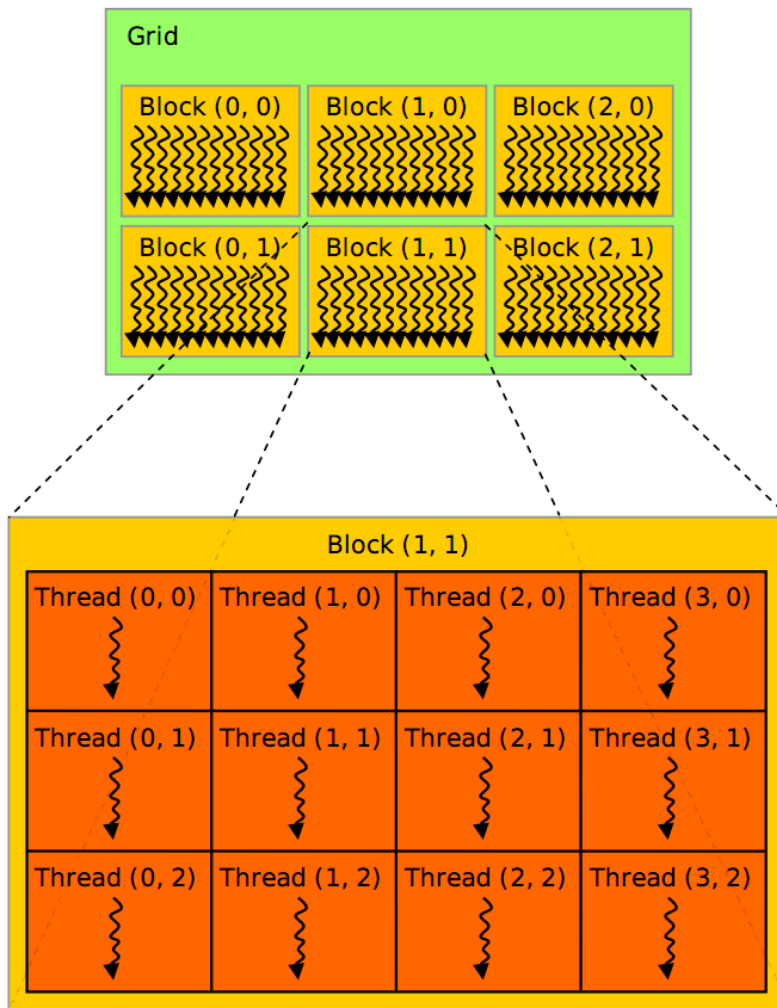 Grid
Block (0, 0) Block (1, 0) Block (2, 0)
Block (0, 1) Block (1, 1) Block (2, 1)
Block (1, 1)
Thread (0, 0) Thread (1, 0) Thread (2, 0) Thread (3, 0)
Thread (0, 1) Thread (1, 1) Thread (2, 1) Thread (3, 1)
Thread (0, 2) Thread (1, 2) Thread (2, 2) Thread (3, 2)